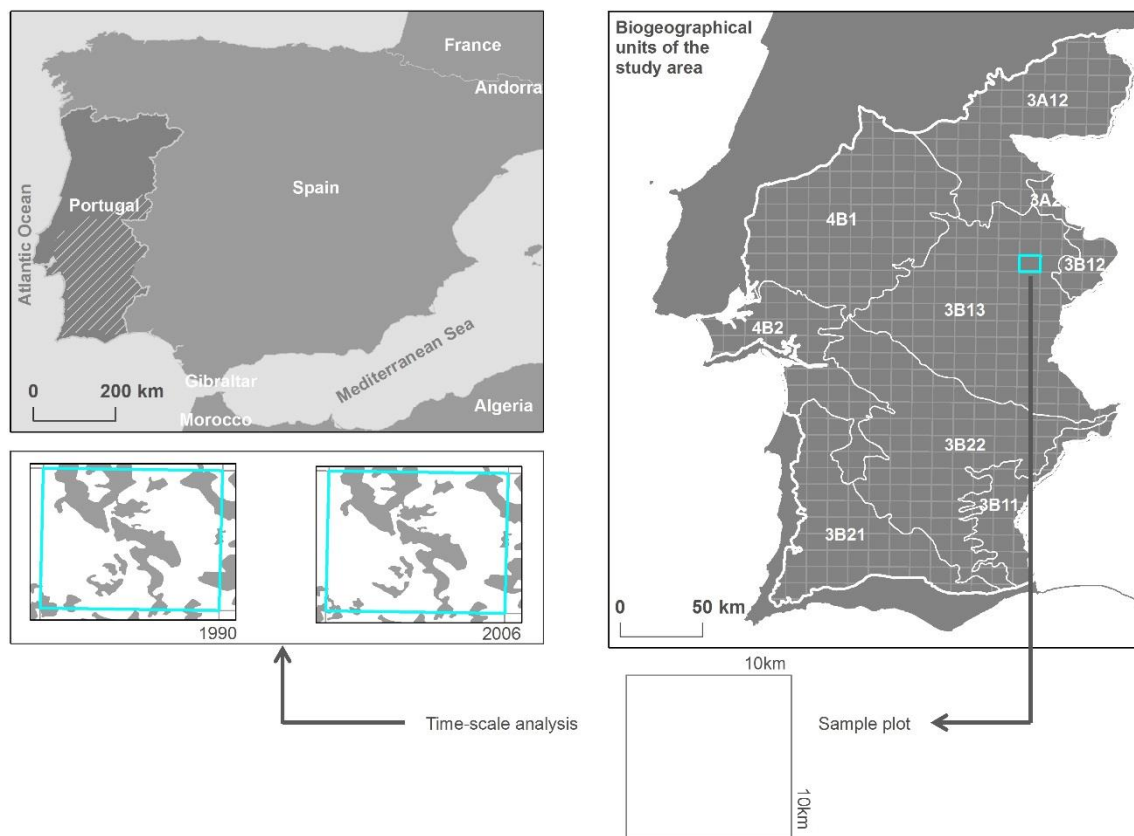 France
Andorra
Spain
Portugal
Atlantic Ocean
Mediterranean Sea
Gibraltar
Morocco
Algeria
0 200 km
Biogeographical
units of the
study area
3A12
3A2
4B1
3B12
3B13
4B2
3B22
3B11
3B21
0 50 km
1990
2006
10km
Time-scale analysis
Sample plot
10km